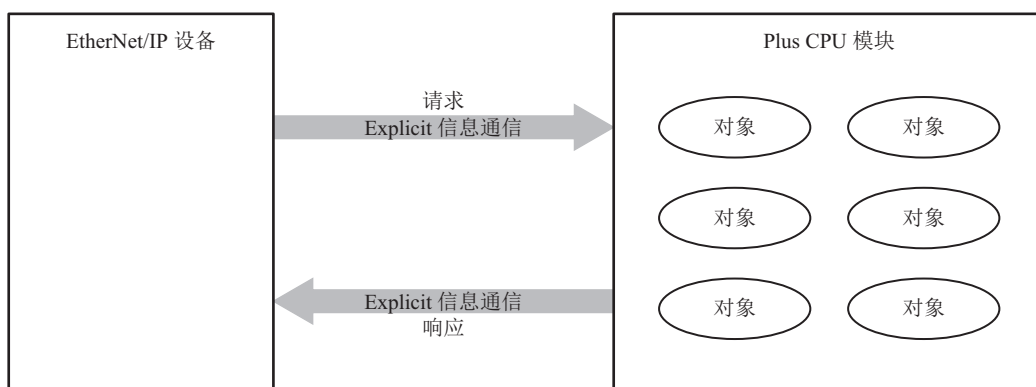 EtherNet/IP 设备
Plus CPU 模块
请求
Explicit 信息通信
对象
对象
对象
对象
Explicit 信息通信
响应
对象
对象